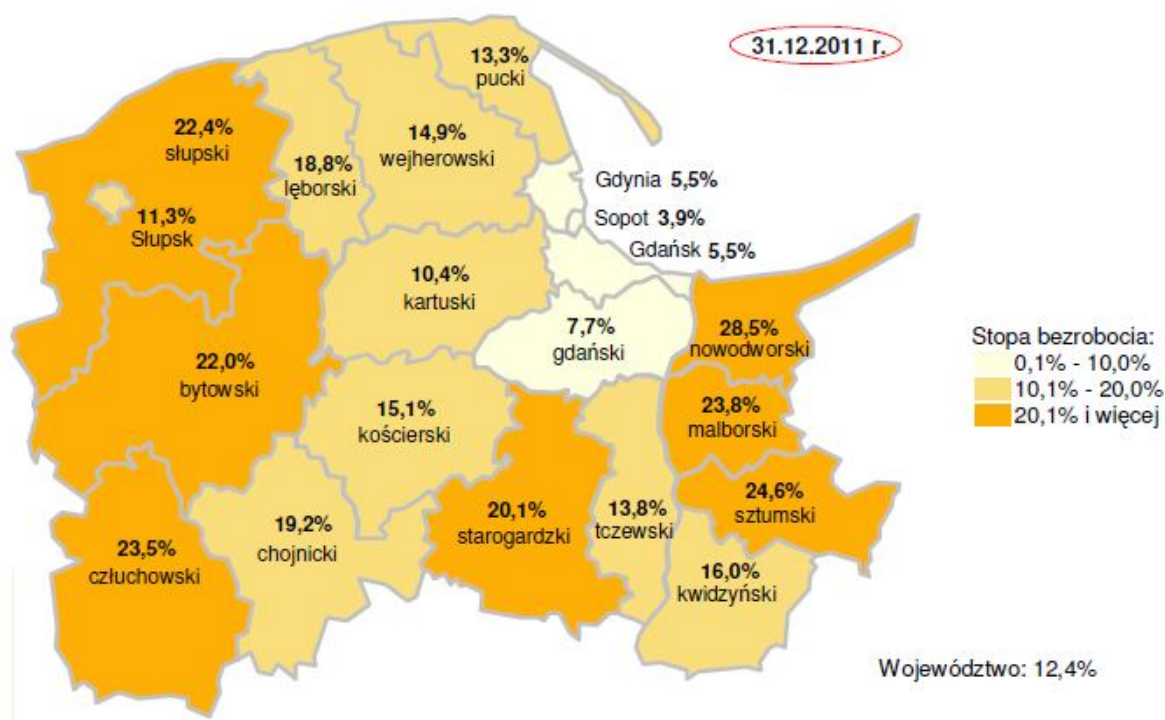 31.12.2011 r.
13,3%
pucki
22,4%
słupski
14,9%
wejherowski
18,8%
lęborski
Gdynia 5,5%
11,3%
Słupsk
Sopot 3,9%
Gdańsk 5,5%
10,4%
kartuski
7,7%
gdański
28,5%
nowodworski
Stopa bezrobocia:
0,1% - 10,0%
10,1% - 20,0%
20,1% i więcej
22,0%
bytowski
15,1%
kościerski
23,8%
malborski
24,6%
sztumski
20,1%
starogardzki
13,8%
tczewski
19,2%
chojnicki
23,5%
człuchowski
16,0%
kwidzyński
Województwo: 12,4%